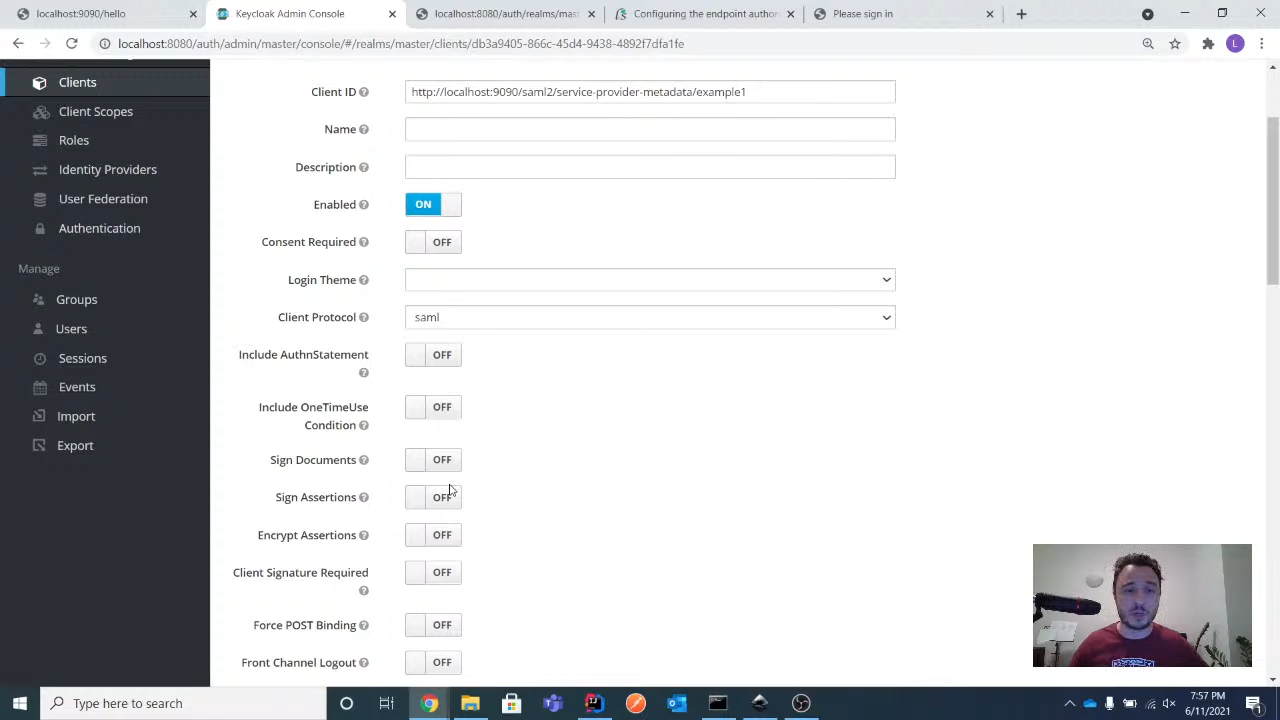 localhost:9090/hello
Keycloak Admin Console
localhost:8080/auth/realms/mast
Configuring the endpoint author
Please sign in
localhost:8080/auth/admin/master/console/#/realms/master/clients/db3a9405-866c-45d4-9438-4892f7dfa1fe
L
Clients
Client Scopes
Roles
Identity Providers
User Federation
Authentication
Manage
Groups
Users
Sessions
Events
Import
Export
Client ID
http://localhost:9090/saml2/service-provider-metadata/example1
Name
Description
Enabled
ON
Consent Required
OFF
Login Theme
Client Protocol
saml
Include AuthnStatement
OFF
Include OneTimeUse
Condition
OFF
Sign Documents
OFF
Sign Assertions
OFF
Encrypt Assertions
OFF
Client Signature Required
OFF
Force POST Binding
OFF
Front Channel Logout
OFF
Type here to search
7:57 PM
6/11/2021